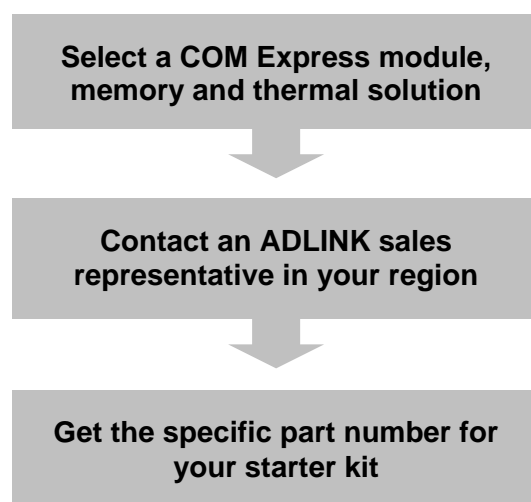 Select a COM Express module,
memory and thermal solution
Contact an ADLINK sales
representative in your region
Get the specific part number for
your starter kit